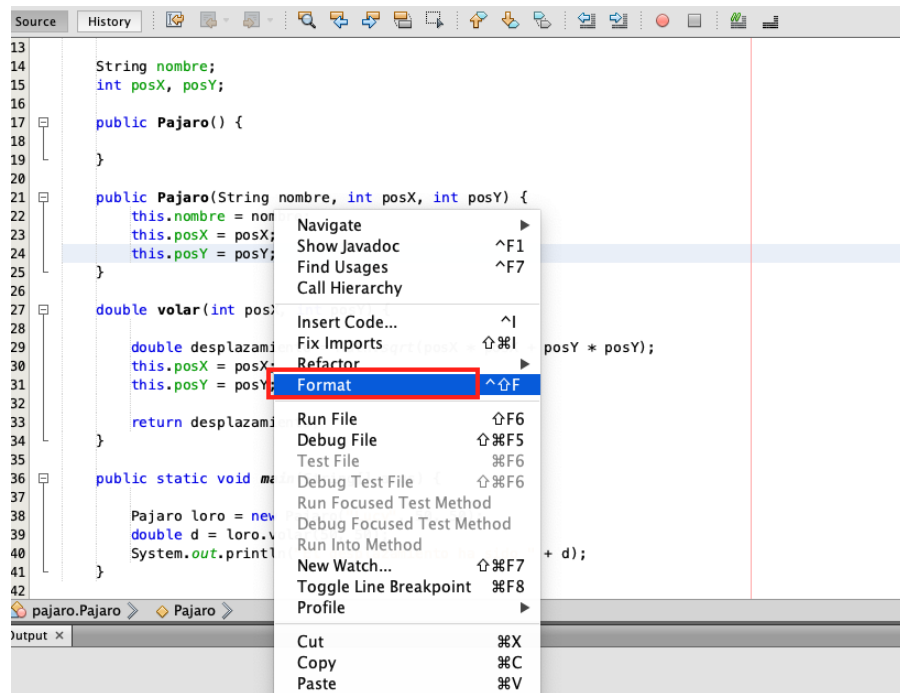 Source History
13
14 String nombre;
15 int posX, posY;
16
17 public Pajaro() {
18
19 }
20
21 public Pajaro(String nombre, int posX, int posY) {
22 this.nombre = nom
23 this.posX = posX;
24 this.posY = posY;
25 }
26
27 double volar(int pos
28
29 double desplazami posY * posY);
30 this.posX = posX;
31 this.posY = posY;
32
33 return desplazami
34 }
35
36 public static void ma
37
38 Pajaro loro = new
39 double d = loro.v
40 System.out.println + d);
41 }
42
Navigate
Show Javadoc ^F1
Find Usages ^F7
Call Hierarchy
Insert Code... ^I
Fix Imports ⇧⌘I
Refactor
Format ^⇧F
Run File ⇧F6
Debug File ⇧⌘F5
Test File ⌘F6
Debug Test File ⇧⌘F6
Run Focused Test Method
Debug Focused Test Method
Run Into Method
New Watch... ⇧⌘F7
Toggle Line Breakpoint ⌘F8
Profile
Cut ⌘X
Copy ⌘C
Paste ⌘V
pajaro.Pajaro Pajaro
Output ×